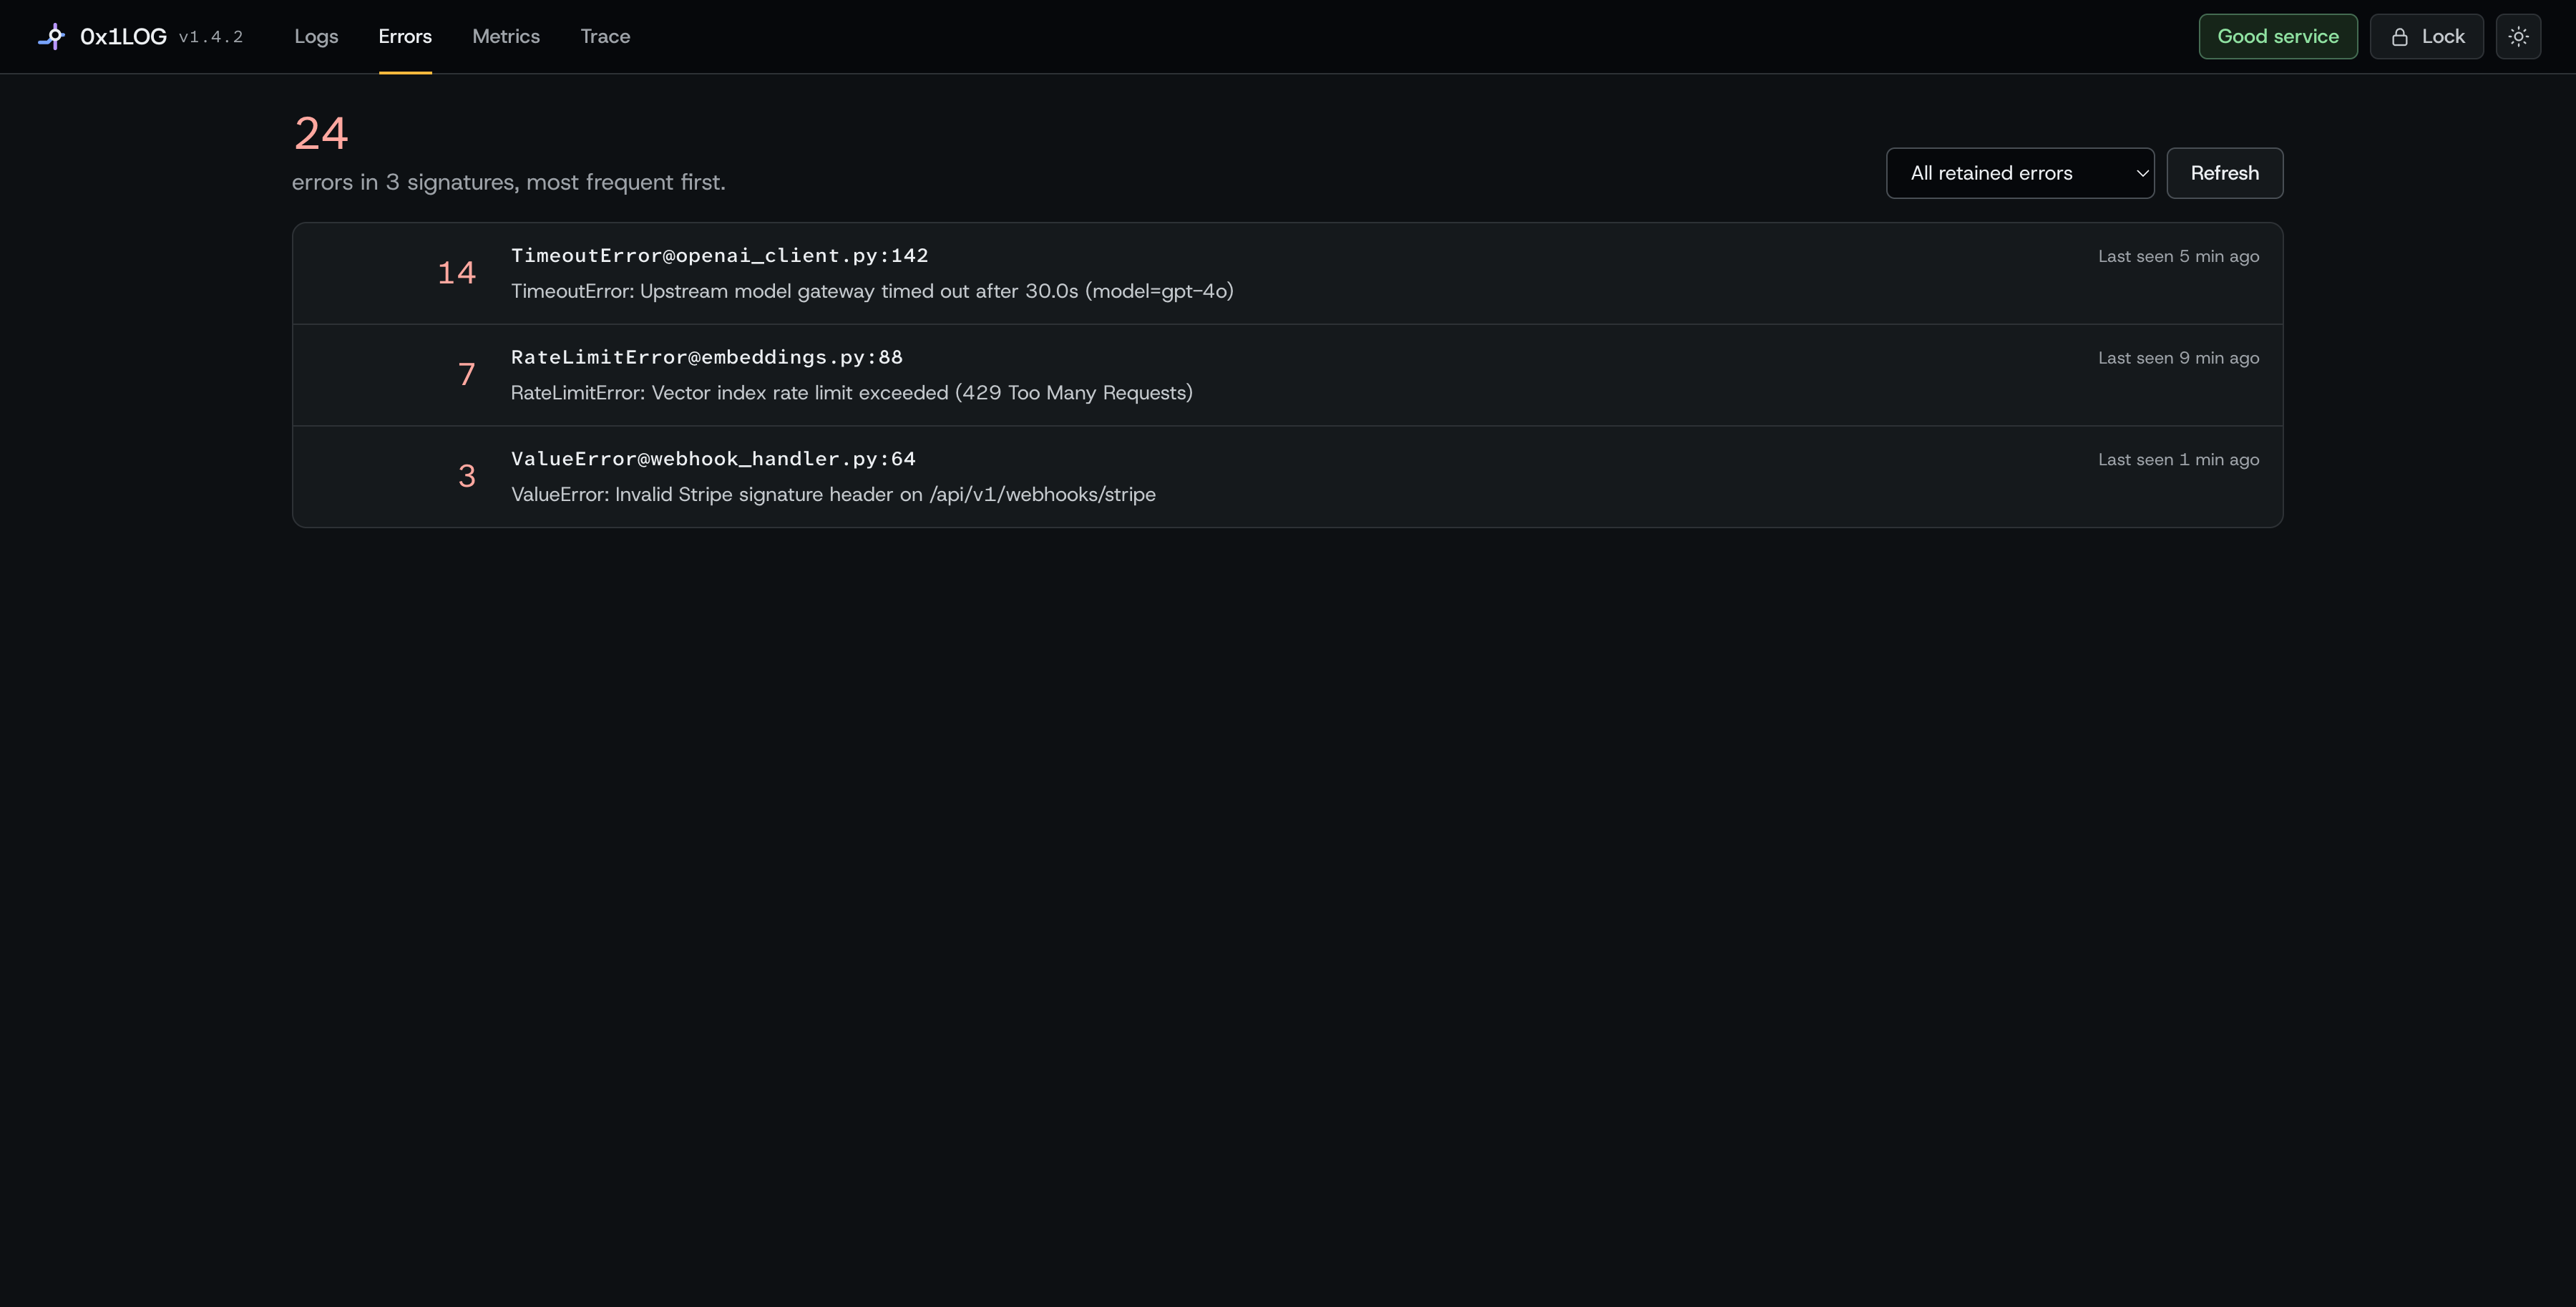 0x1LOG v1.4.2 Logs Errors Metrics Trace Good service Lock
24
errors in 3 signatures, most frequent first.
All retained errors Refresh
14 TimeoutError@openai_client.py:142 Last seen 5 min ago
TimeoutError: Upstream model gateway timed out after 30.0s (model=gpt-4o)
7 RateLimitError@embeddings.py:88 Last seen 9 min ago
RateLimitError: Vector index rate limit exceeded (429 Too Many Requests)
3 ValueError@webhook_handler.py:64 Last seen 1 min ago
ValueError: Invalid Stripe signature header on /api/v1/webhooks/stripe